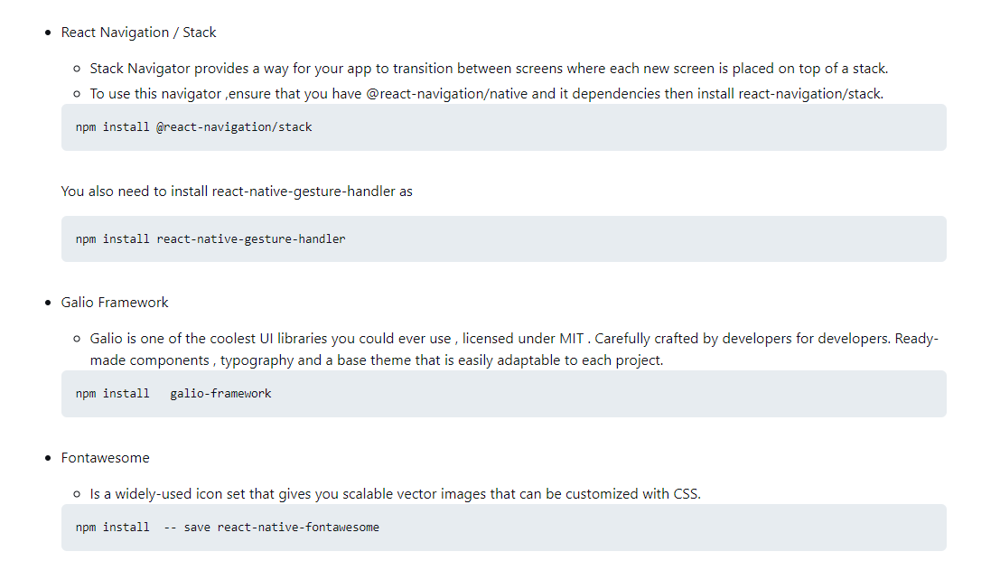 React Navigation / Stack
Stack Navigator provides a way for your app to transition between screens where each new screen is placed on top of a stack.
To use this navigator ,ensure that you have @react-navigation/native and it dependencies then install react-navigation/stack.
npm install @react-navigation/stack
You also need to install react-native-gesture-handler as
npm install react-native-gesture-handler
Galio Framework
Galio is one of the coolest UI libraries you could ever use , licensed under MIT . Carefully crafted by developers for developers. Ready-
made components , typography and a base theme that is easily adaptable to each project.
npm install   galio-framework
Fontawesome
Is a widely-used icon set that gives you scalable vector images that can be customized with CSS.
npm install  -- save react-native-fontawesome